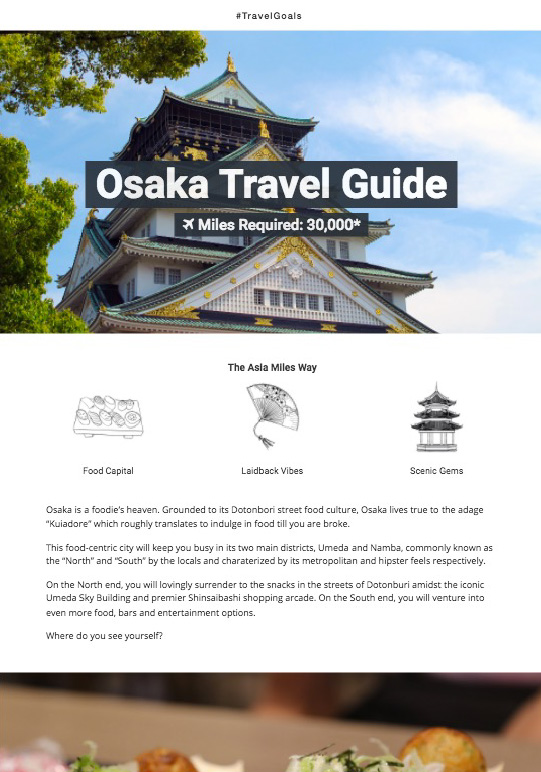 #TravelGoals
Osaka Travel Guide
Miles Required: 30,000*
The Asia Miles Way
Food Capital
Laidback Vibes
Scenic Gems
Osaka is a foodie's heaven. Grounded to its Dotonbori street food culture, Osaka lives true to the adage
“Kuiadore” which roughly translates to indulge in food till you are broke.
This food-centric city will keep you busy in its two main districts, Umeda and Namba, commonly known as
the “North” and “South” by the locals and charaterized by its metropolitan and hipster feels respectively.
On the North end, you will lovingly surrender to the snacks in the streets of Dotonburi amidst the iconic
Umeda Sky Building and premier Shinsaibashi shopping arcade. On the South end, you will venture into
even more food, bars and entertainment options.
Where do you see yourself?